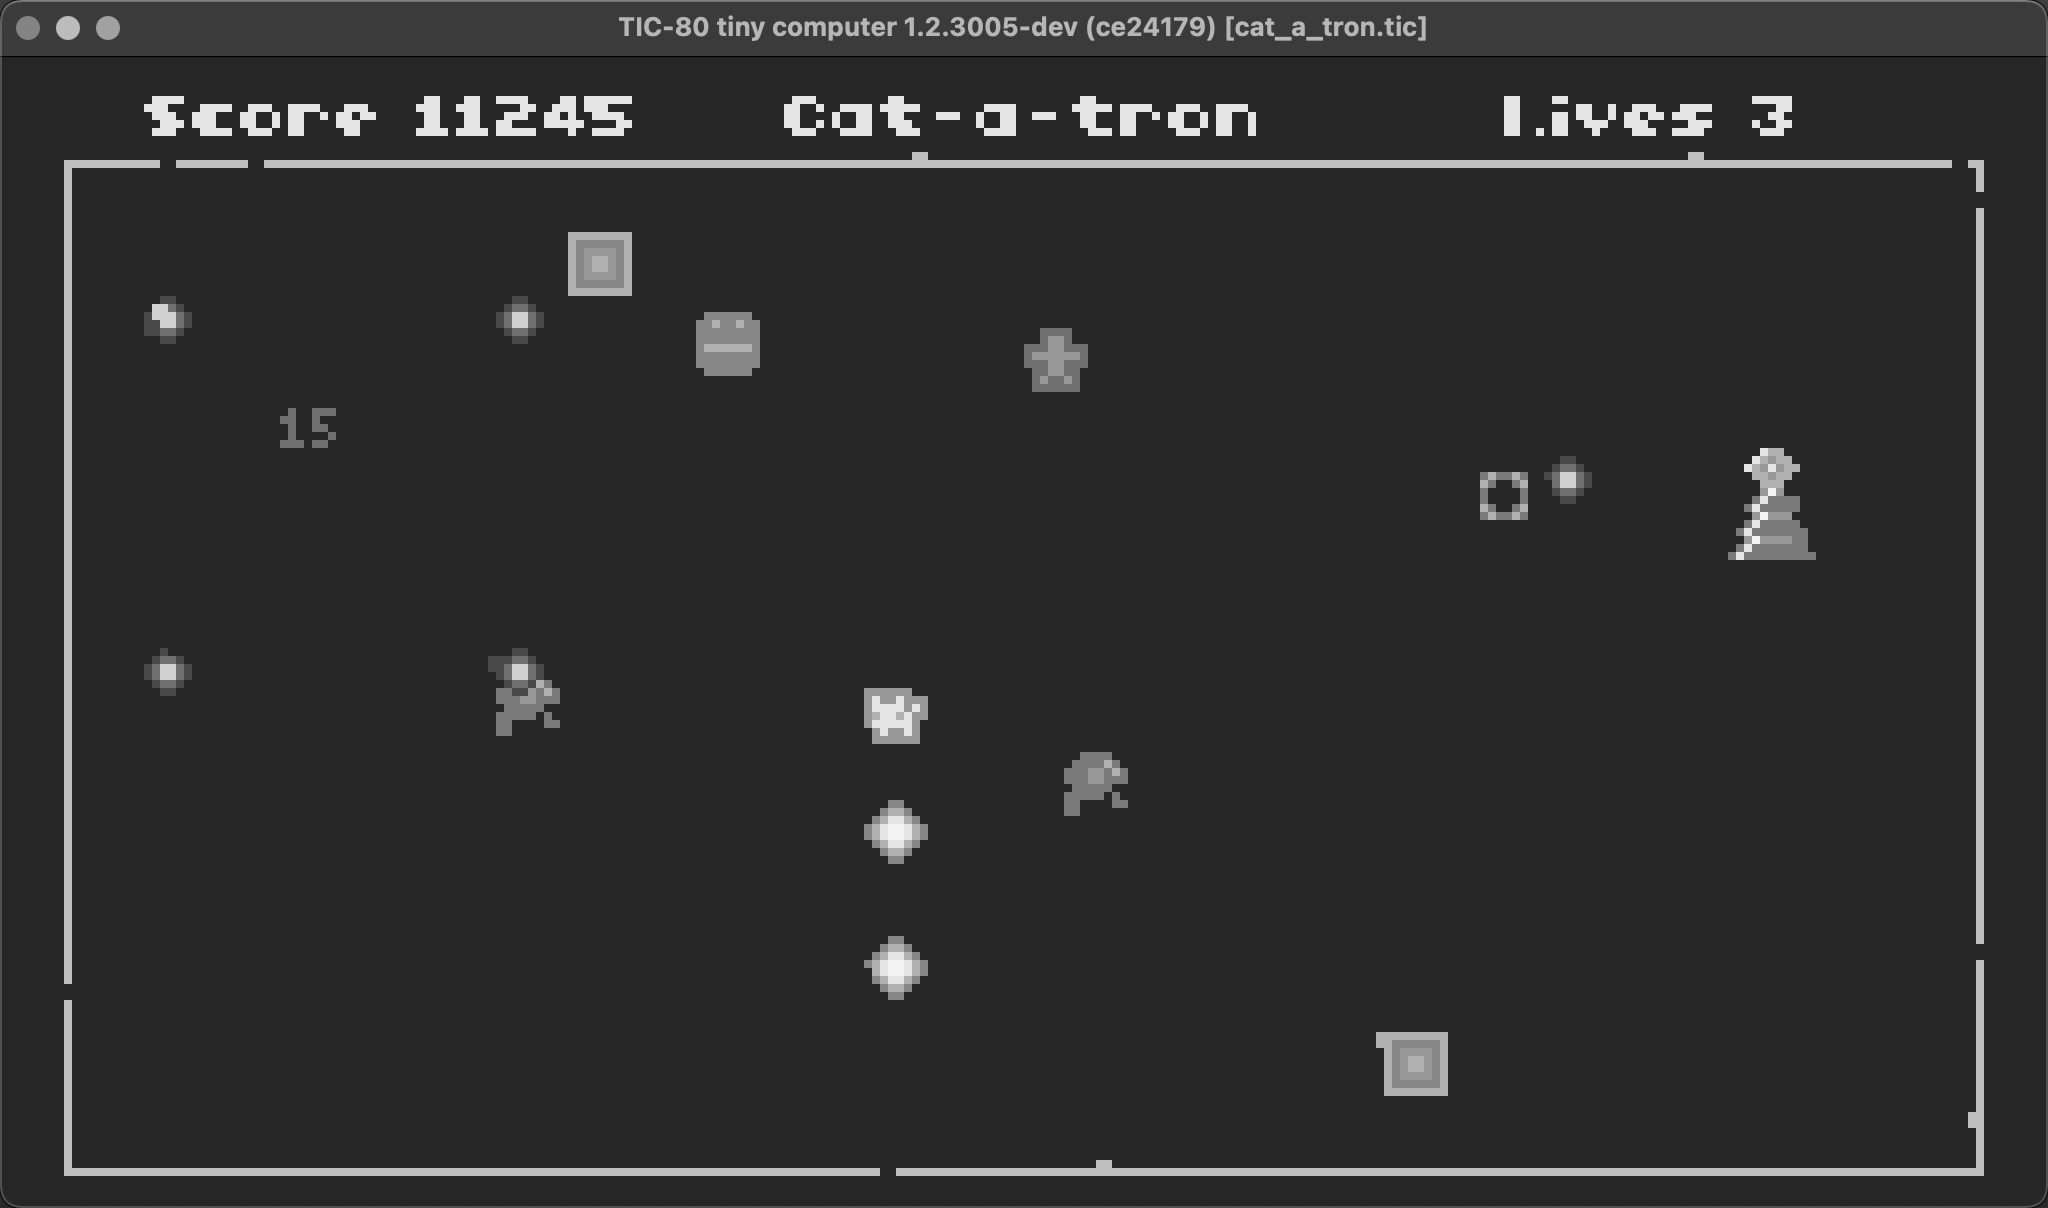 TIC-80 tiny computer 1.2.3005-dev (ce24179) [cat_a_tron.tic]
Score 11245 Cat-a-tron Lives 3
15